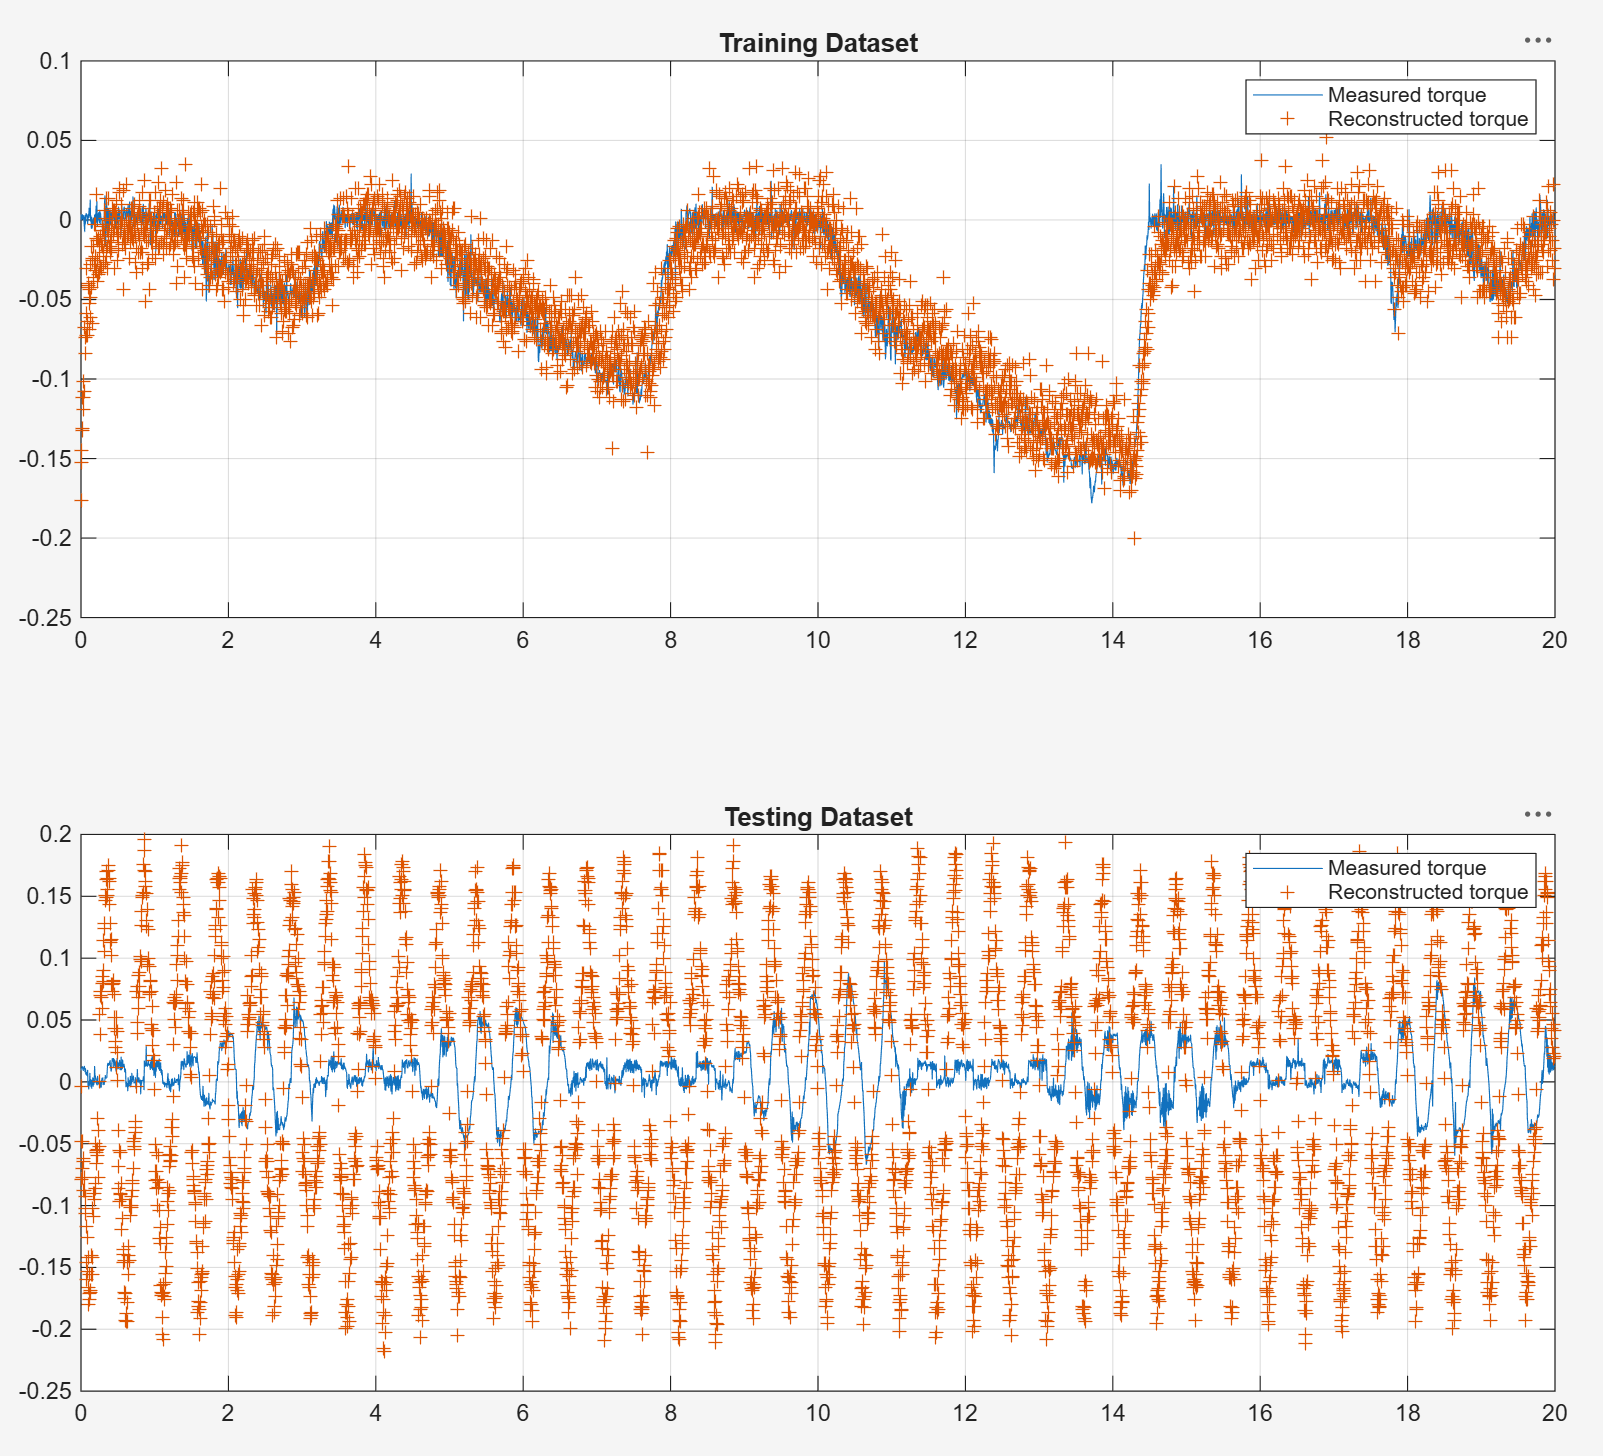 Training Dataset
0.1
0.05
0
-0.05
-0.1
-0.15
-0.2
-0.25
Measured torque
Reconstructed torque
0 2 4 6 8 10 12 14 16 18 20
Testing Dataset
0.2
0.15
0.1
0.05
0
-0.05
-0.1
-0.15
-0.2
-0.25
Measured torque
Reconstructed torque
0 2 4 6 8 10 12 14 16 18 20